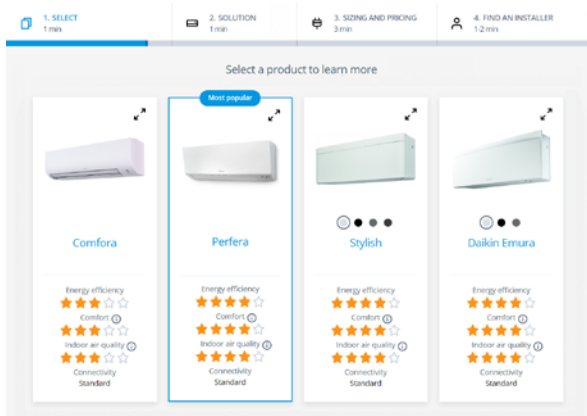 1. SELECT
1 min
2. SOLUTION
1 min
3. SIZING AND PRICING
3 min
4. FIND AN INSTALLER
1-2 min
Select a product to learn more
Most popular
Comfora
Energy efficiency
Comfort
Indoor air quality
Connectivity
Standard
Perfera
Energy efficiency
Comfort
Indoor air quality
Connectivity
Standard
Stylish
Energy efficiency
Comfort
Indoor air quality
Connectivity
Standard
Daikin Emura
Energy efficiency
Comfort
Indoor air quality
Connectivity
Standard